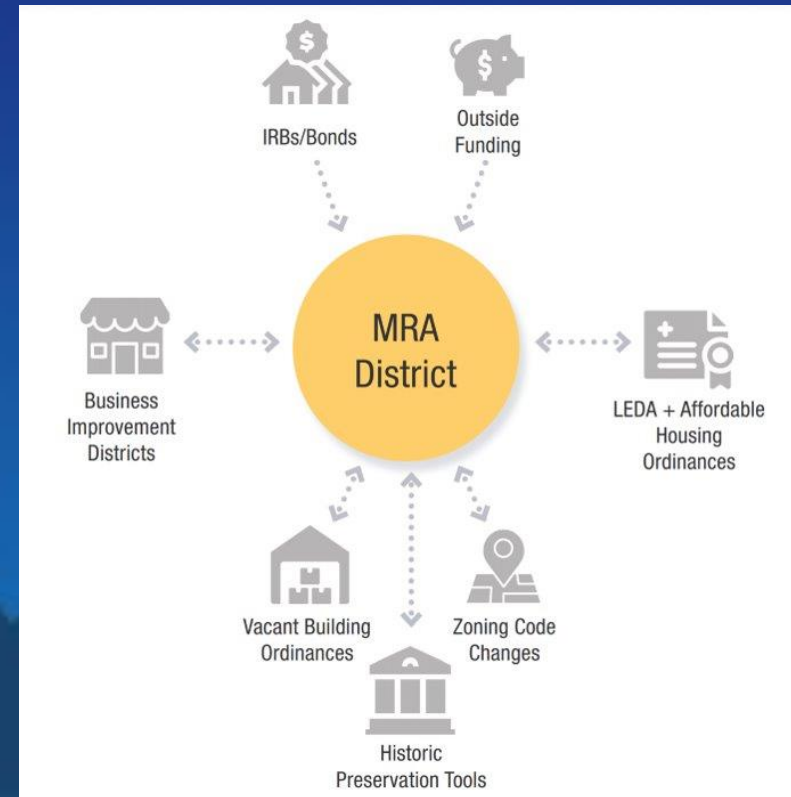 $
$
IRBs/Bonds
Outside
Funding
MRA
District
Business
Improvement
Districts
LEDA + Affordable
Housing
Ordinances
Vacant Building
Ordinances
Zoning Code
Changes
Historic
Preservation Tools